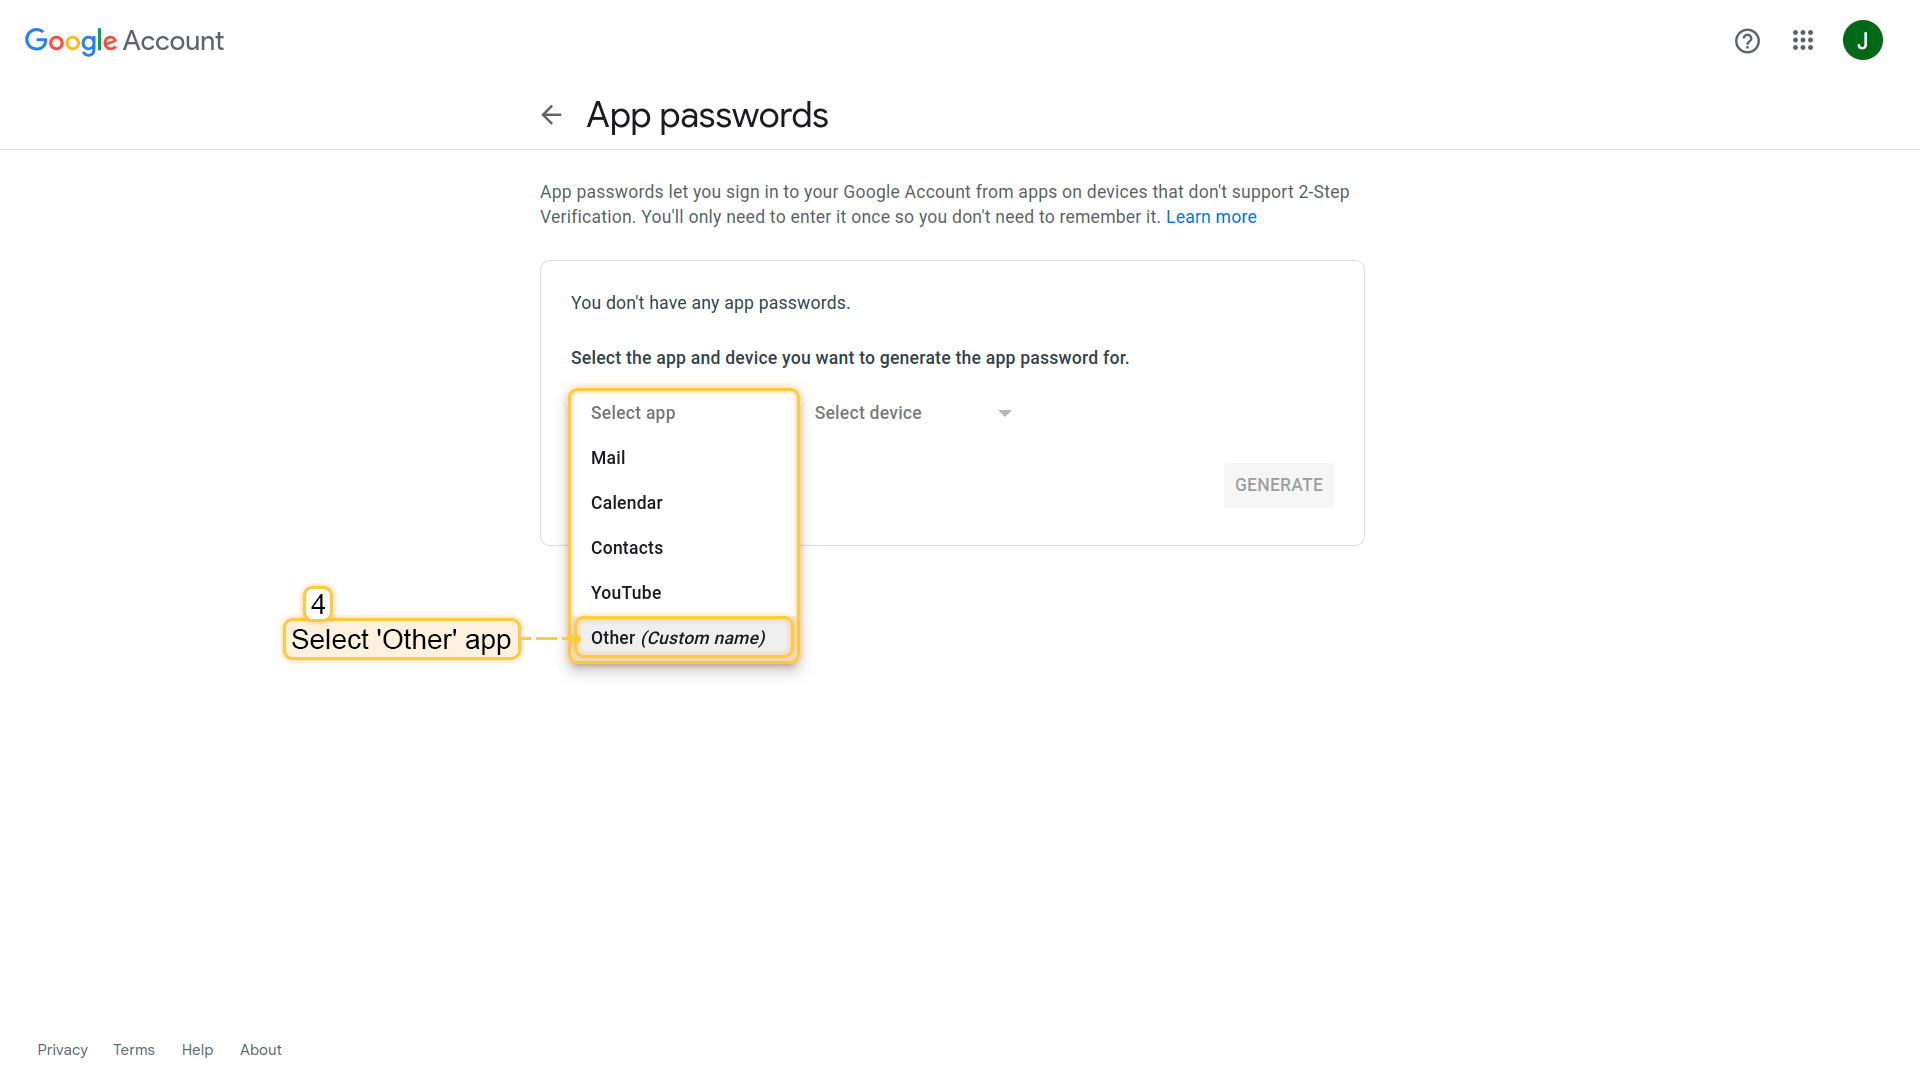 Google Account
J
App passwords
App passwords let you sign in to your Google Account from apps on devices that don't support 2-Step
Verification. You'll only need to enter it once so you don't need to remember it. Learn more
You don't have any app passwords.
Select the app and device you want to generate the app password for.
Select app
Select device
Mail
Calendar
GENERATE
Contacts
YouTube
4
Select 'Other' app
Other (Custom name)
Privacy Terms Help About